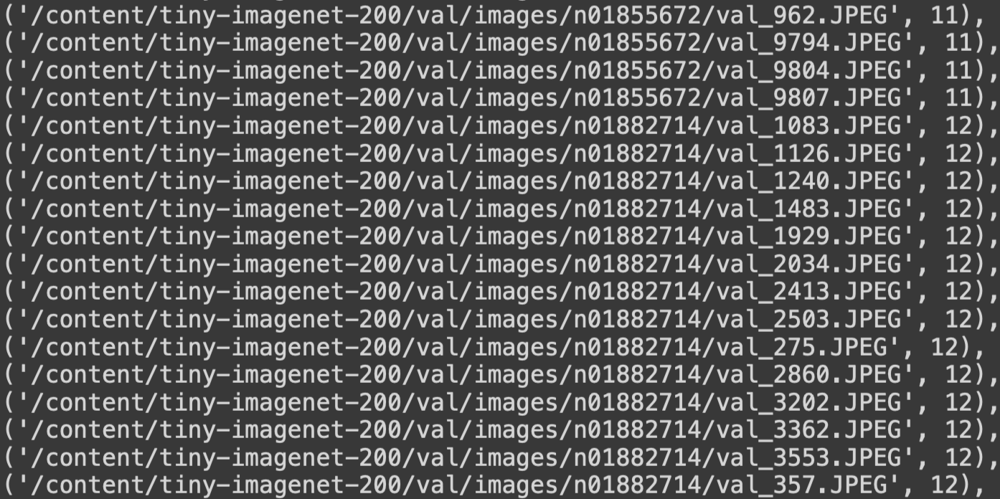 ('/content/tiny-imagenet-200/val/images/n01855672/val_962.JPEG', 11),
('/content/tiny-imagenet-200/val/images/n01855672/val_9794.JPEG', 11),
('/content/tiny-imagenet-200/val/images/n01855672/val_9804.JPEG', 11),
('/content/tiny-imagenet-200/val/images/n01855672/val_9807.JPEG', 11),
('/content/tiny-imagenet-200/val/images/n01882714/val_1083.JPEG', 12),
('/content/tiny-imagenet-200/val/images/n01882714/val_1126.JPEG', 12),
('/content/tiny-imagenet-200/val/images/n01882714/val_1240.JPEG', 12),
('/content/tiny-imagenet-200/val/images/n01882714/val_1483.JPEG', 12),
('/content/tiny-imagenet-200/val/images/n01882714/val_1929.JPEG', 12),
('/content/tiny-imagenet-200/val/images/n01882714/val_2034.JPEG', 12),
('/content/tiny-imagenet-200/val/images/n01882714/val_2413.JPEG', 12),
('/content/tiny-imagenet-200/val/images/n01882714/val_2503.JPEG', 12),
('/content/tiny-imagenet-200/val/images/n01882714/val_275.JPEG', 12),
('/content/tiny-imagenet-200/val/images/n01882714/val_2860.JPEG', 12),
('/content/tiny-imagenet-200/val/images/n01882714/val_3202.JPEG', 12),
('/content/tiny-imagenet-200/val/images/n01882714/val_3362.JPEG', 12),
('/content/tiny-imagenet-200/val/images/n01882714/val_3553.JPEG', 12),
('/content/tiny-imagenet-200/val/images/n01882714/val_357.JPEG', 12),